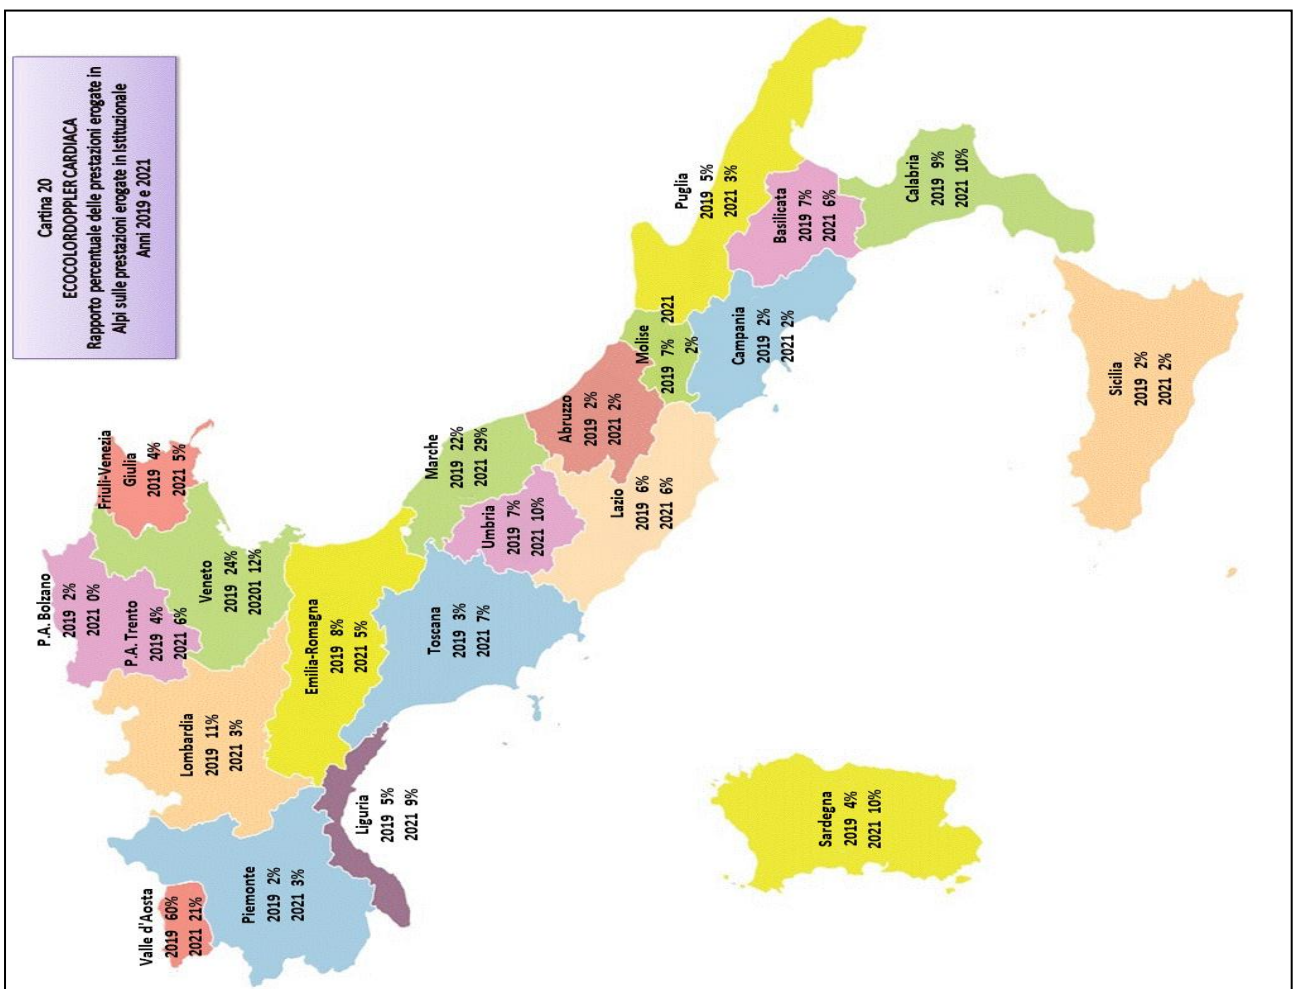 Cartina 20
ECOCOLORDOPPLER CARDIACA
Rapporto percentuale delle prestazioni erogate in
Alpi sulle prestazioni erogate in Istituzionale
Anni 2019 e 2021
P.A. Bolzano
2019 2%
2021 0%
P.A. Trento
2019 4%
2021 6%
Friuli-Venezia
Giulia
2019 4%
2021 5%
Valle d'Aosta
2019 60%
2021 21%
Piemonte
2019 2%
2021 3%
Lombardia
2019 11%
2021 3%
Veneto
2019 24%
20201 12%
Liguria
2019 5%
2021 9%
Emilia-Romagna
2019 8%
2021 5%
Toscana
2019 3%
2021 7%
Umbria
2019 7%
2021 10%
Marche
2019 22%
2021 29%
Lazio
2019 6%
2021 6%
Abruzzo
2019 2%
2021 2%
Molise
2019 7% 2021
2%
Campania
2019 2%
2021 2%
Puglia
2019 5%
2021 3%
Basilicata
2019 7%
2021 6%
Calabria
2019 9%
2021 10%
Sicilia
2019 2%
2021 2%
Sardegna
2019 4%
2021 10%